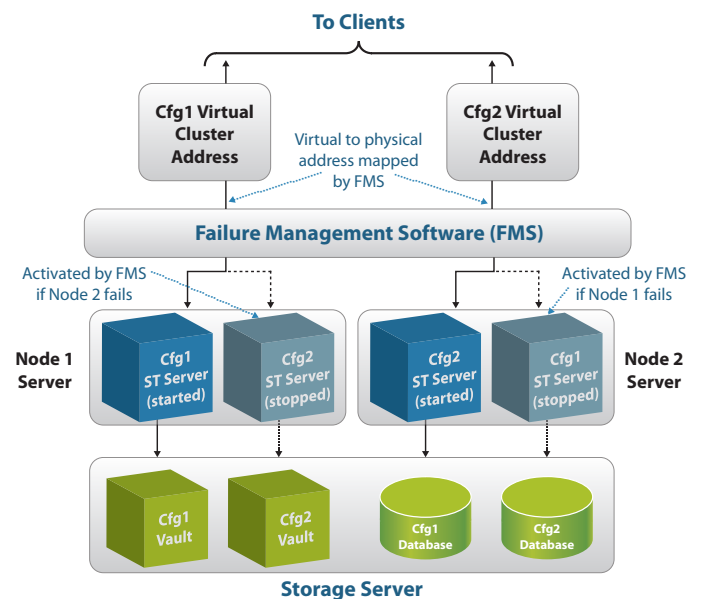 To Clients
Cfg1 Virtual
Cluster
Address
Cfg2 Virtual
Cluster
Address
Virtual to physical
address mapped
by FMS
Failure Management Software (FMS)
Activated by FMS
if Node 2 fails
Activated by FMS
if Node 1 fails
Node 1
Server
Cfg1
ST Server
(started)
Cfg2
ST Server
(stopped)
Cfg2
ST Server
(started)
Cfg1
ST Server
(stopped)
Node 2
Server
Cfg1
Vault
Cfg2
Vault
Cfg1
Database
Cfg2
Database
Storage Server